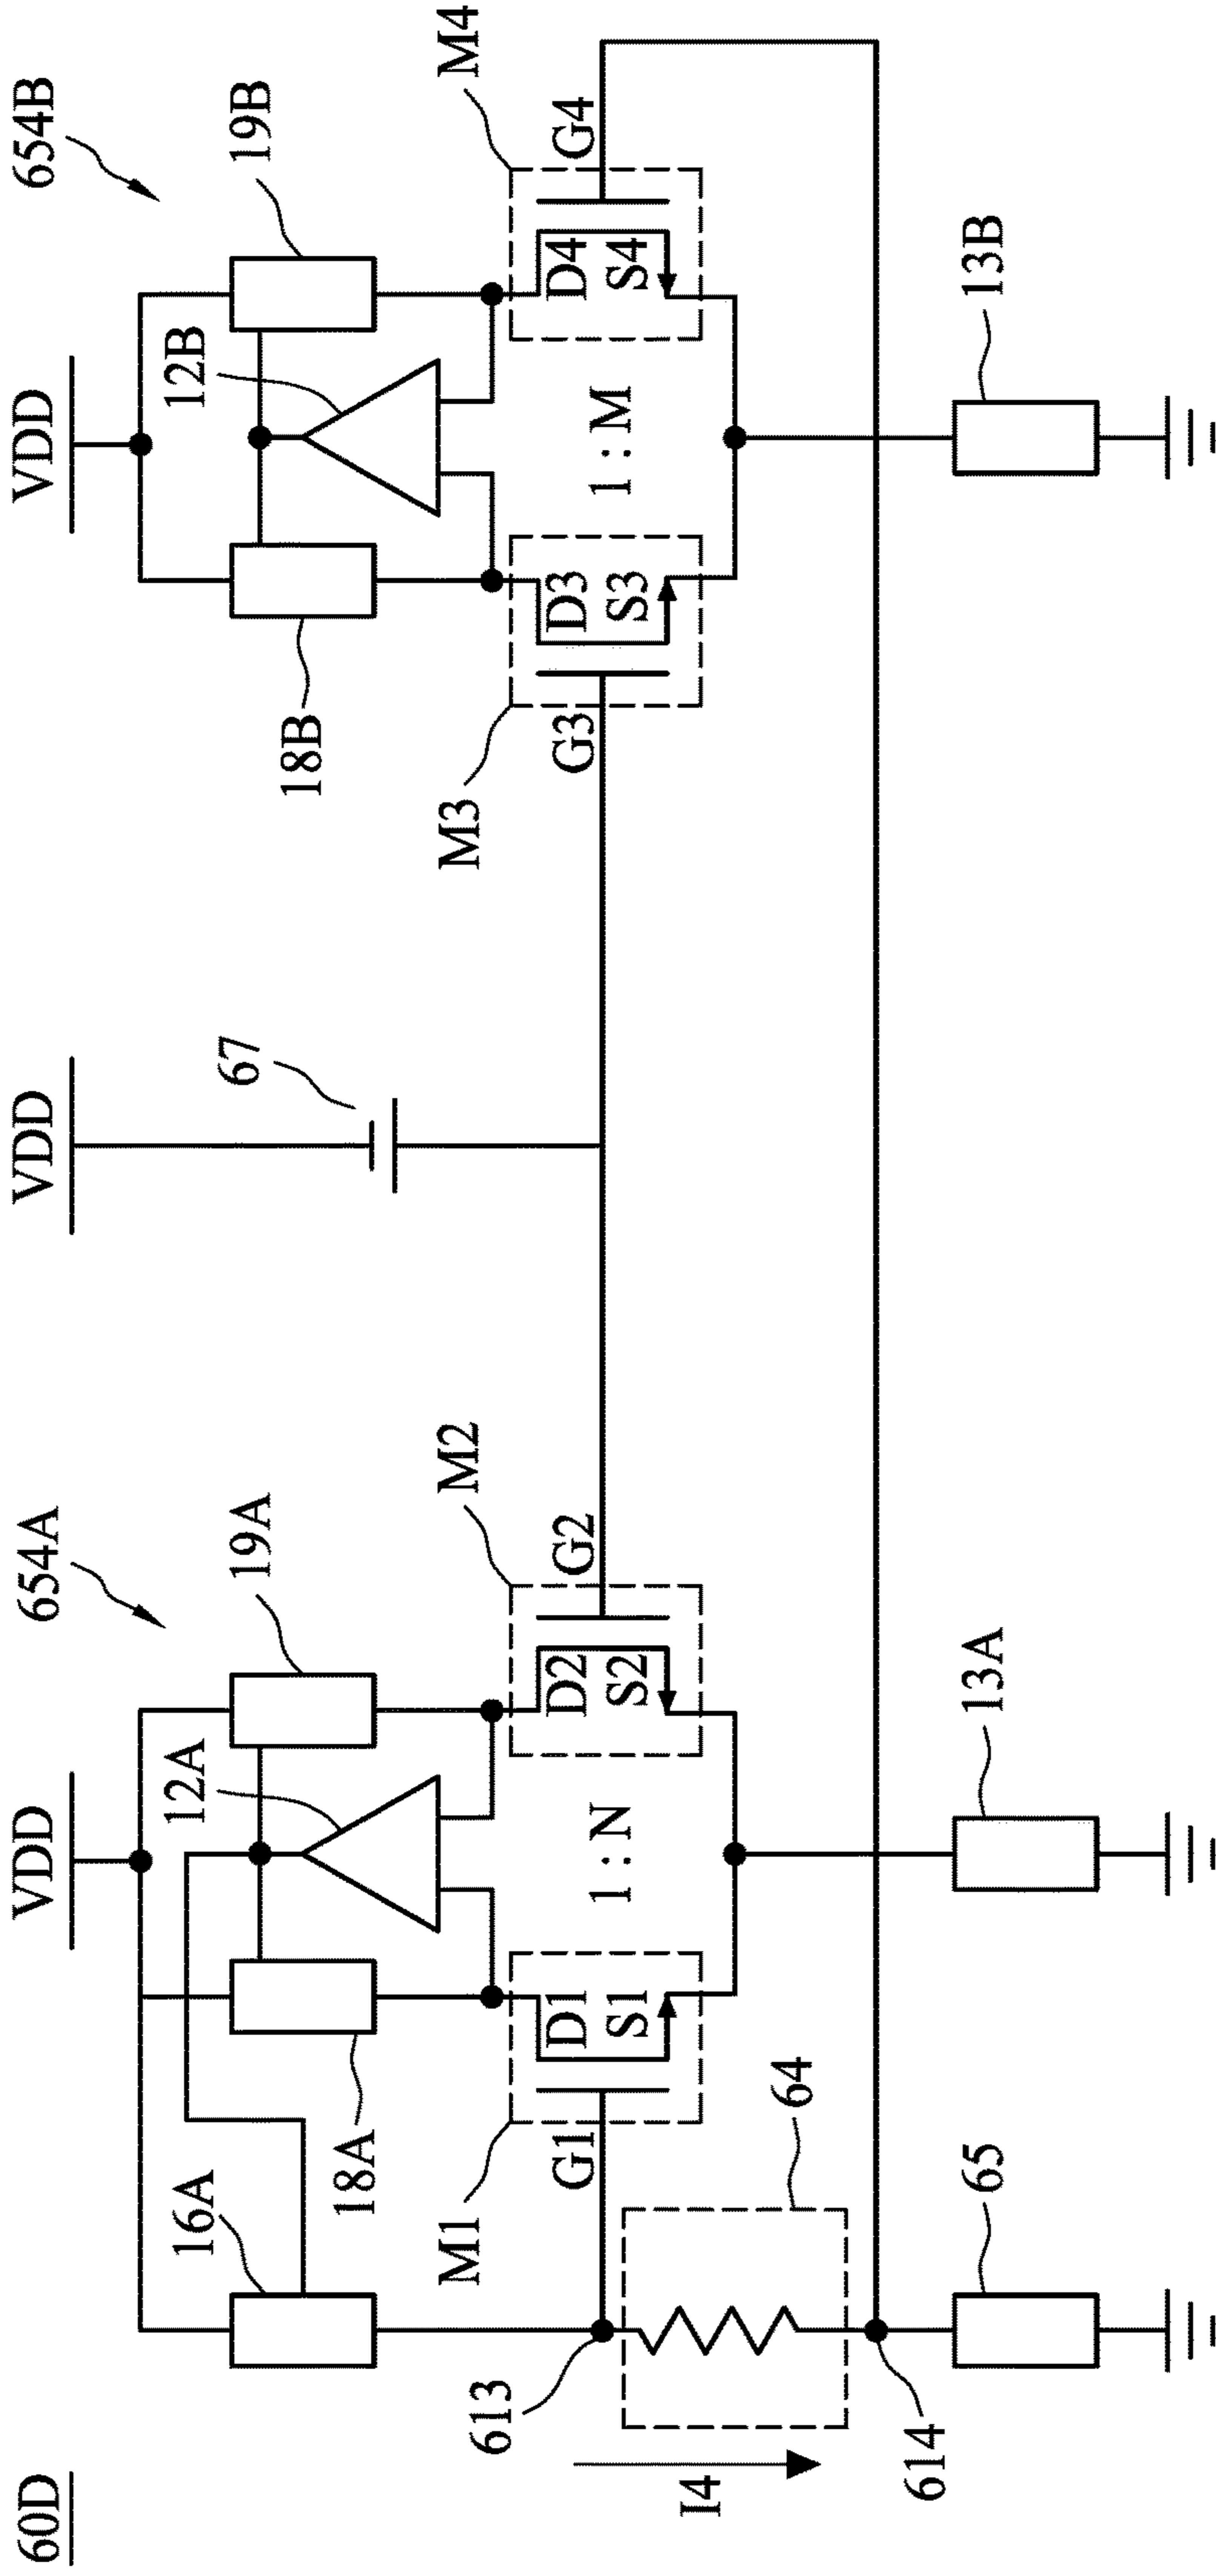 60D
VDD
654A
VDD
VDD
654B
16A
18A
12A
19A
67
18B
12B
19B
M1
M2
M3
M4
613
G1
D1
S1
1 : N
D2
S2
G2
G3
D3
S3
1 : M
D4
S4
G4
I4
64
614
65
13A
13B